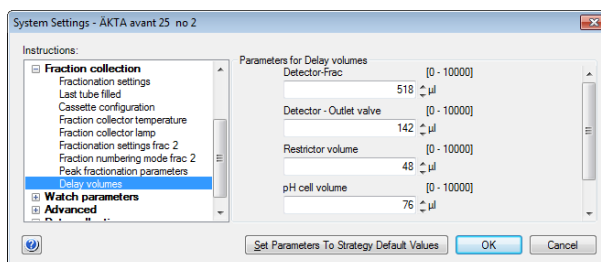 System Settings - ÄKTA avant 25 no 2
Instructions:
Fraction collection
Fractionation settings
Last tube filled
Cassette configuration
Fraction collector temperature
Fraction collector lamp
Fractionation settings frac 2
Fraction numbering mode frac 2
Peak fractionation parameters
Delay volumes
Watch parameters
Advanced
Parameters for Delay volumes
Detector-Frac [0 - 10000]
518 µl
Detector - Outlet valve [0 - 10000]
142 µl
Restrictor volume [0 - 10000]
48 µl
pH cell volume [0 - 10000]
76 µl
Set Parameters To Strategy Default Values OK Cancel